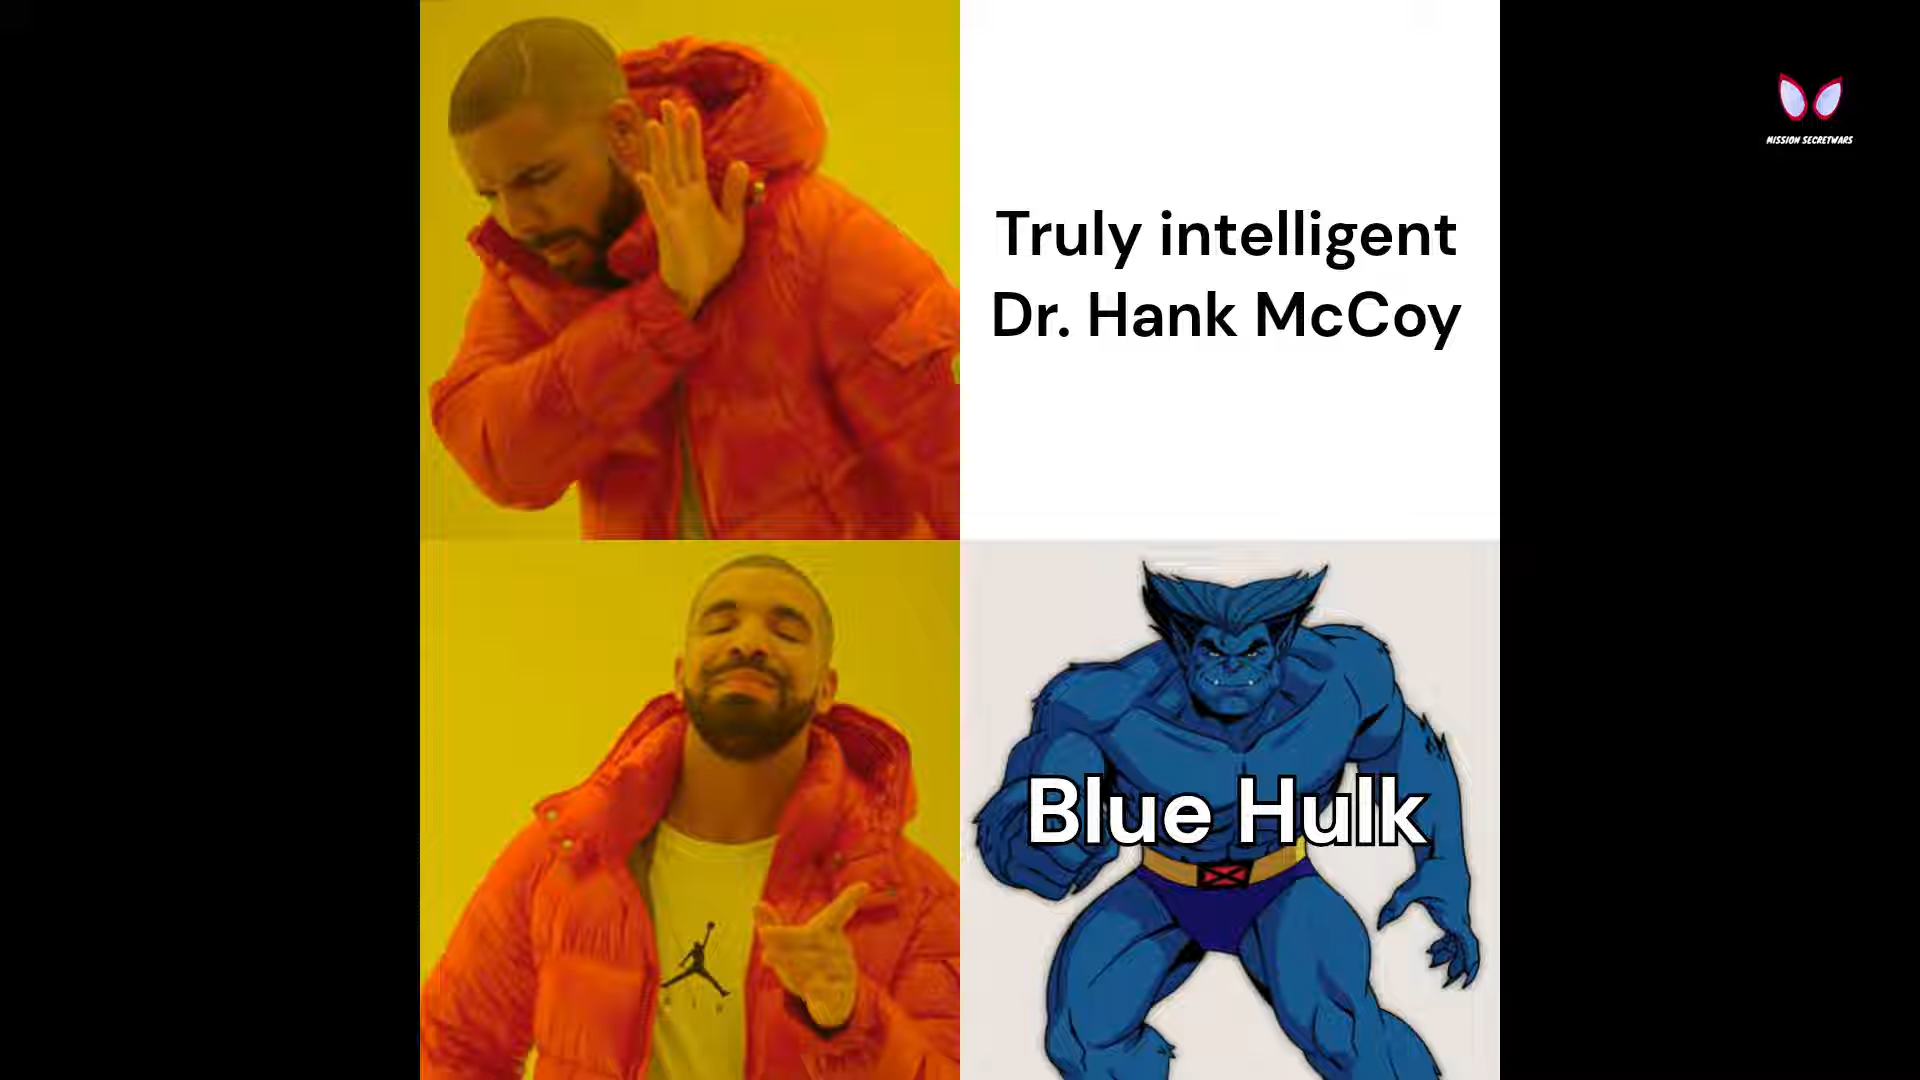 Truly intelligent
Dr. Hank McCoy
MISSION SECRETWARS
Blue Hulk